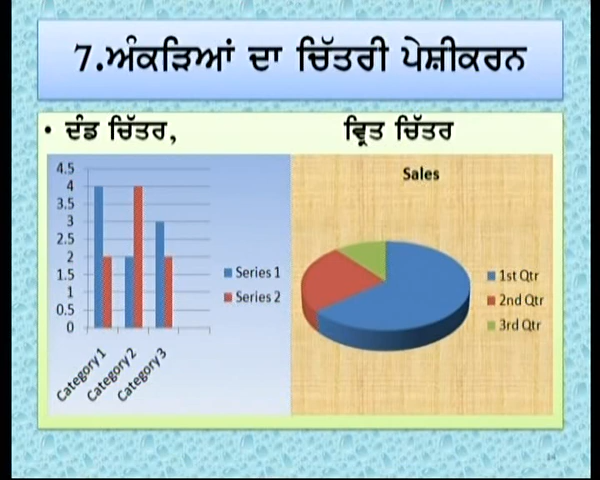 7.ਅੰਕੜਿਆਂ ਦਾ ਚਿੱਤਰੀ ਪੇਸ਼ੀਕਰਨ
• ਦੰਡ ਚਿੱਤਰ, ਵ੍ਰਿਤ ਚਿੱਤਰ
4.5
4
3.5
3
2.5
2
1.5
1
0.5
0
Category 1
Category 2
Category 3
Series 1
Series 2
Sales
1st Qtr
2nd Qtr
3rd Qtr